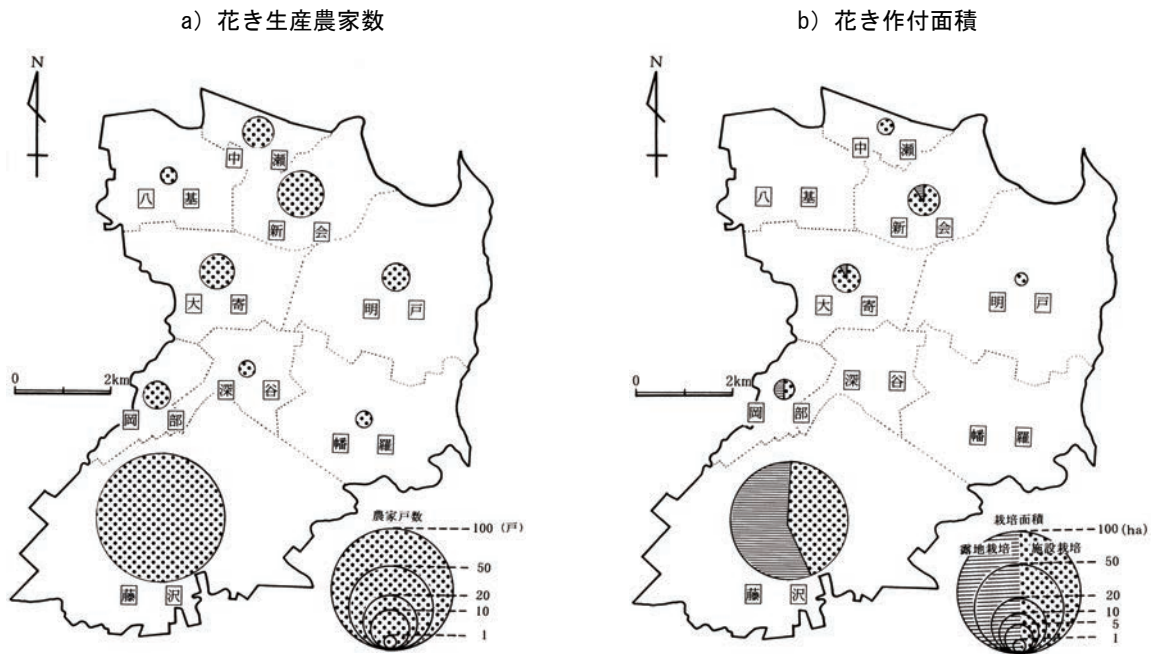 a）花き生産農家数
N
中瀬
八基
新会
大寄
明戸
0 2km
深谷
岡部
幡羅
農家戸数
100（戸）
50
20
10
1
藤沢
b）花き作付面積
N
中瀬
八基
新会
大寄
明戸
0 2km
深谷
岡部
幡羅
栽培面積
100（ha）
露地栽培 施設栽培
50
20
10
5
1
藤沢